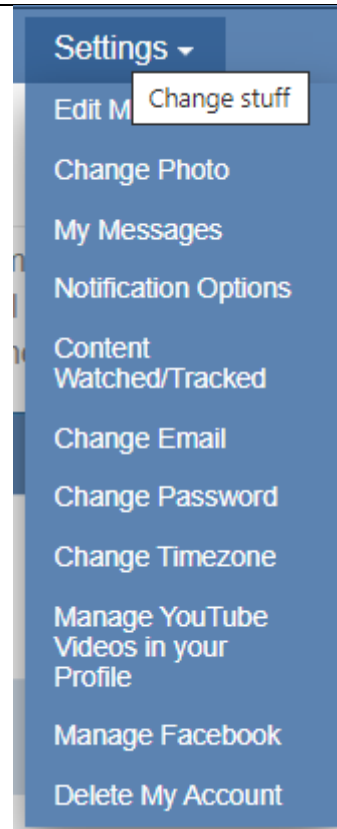 Settings
Change stuff
Edit M
Change Photo
My Messages
Notification Options
Content
Watched/Tracked
Change Email
Change Password
Change Timezone
Manage YouTube
Videos in your
Profile
Manage Facebook
Delete My Account